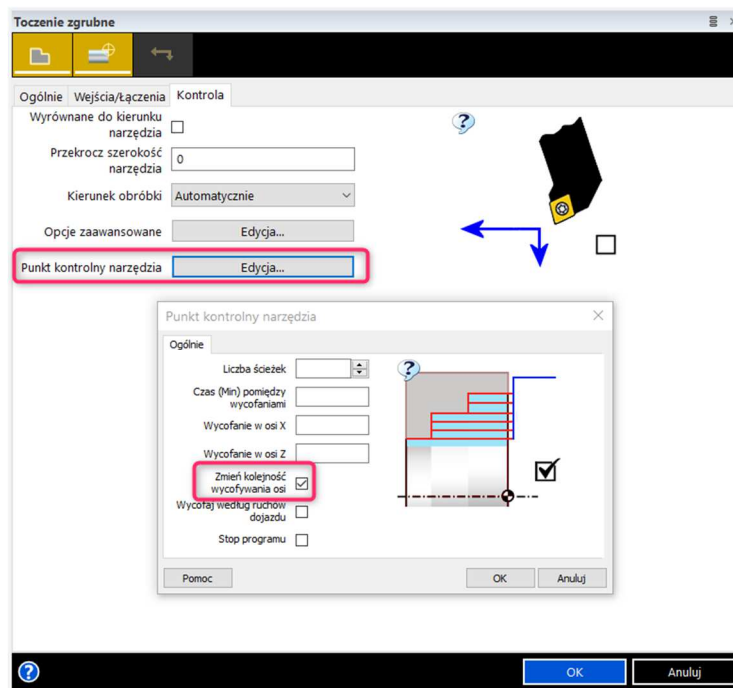 Toczenie zgrubne
Ogólnie Wejścia/Łączenia Kontrola
Wyrównane do kierunku
narzędzia
Przekrocz szerokość
narzędzia 0
Kierunek obróbki Automatycznie
Opcje zaawansowane Edycja...
Punkt kontrolny narzędzia Edycja...
Punkt kontrolny narzędzia
Ogólnie
Liczba ścieżek
Czas (Min) pomiędzy
wycofaniami
Wycofanie w osi X
Wycofanie w osi Z
Zmień kolejność
wycofywania osi
Wycofaj według ruchów
dojazdu
Stop programu
Pomoc OK Anuluj
OK Anuluj